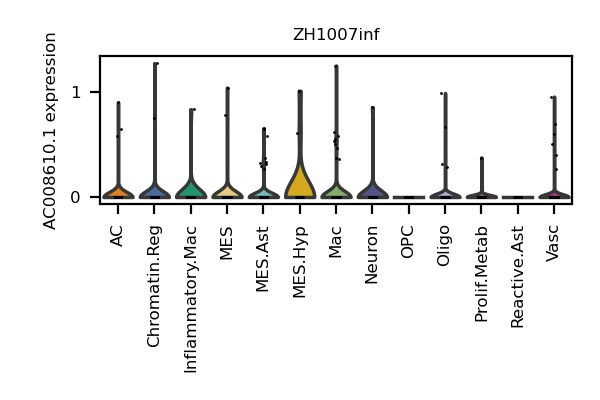 ZH1007inf
AC008610.1 expression
1
0
AC
Chromatin.Reg
Inflammatory.Mac
MES
MES.Ast
MES.Hyp
Mac
Neuron
OPC
Oligo
Prolif.Metab
Reactive.Ast
Vasc